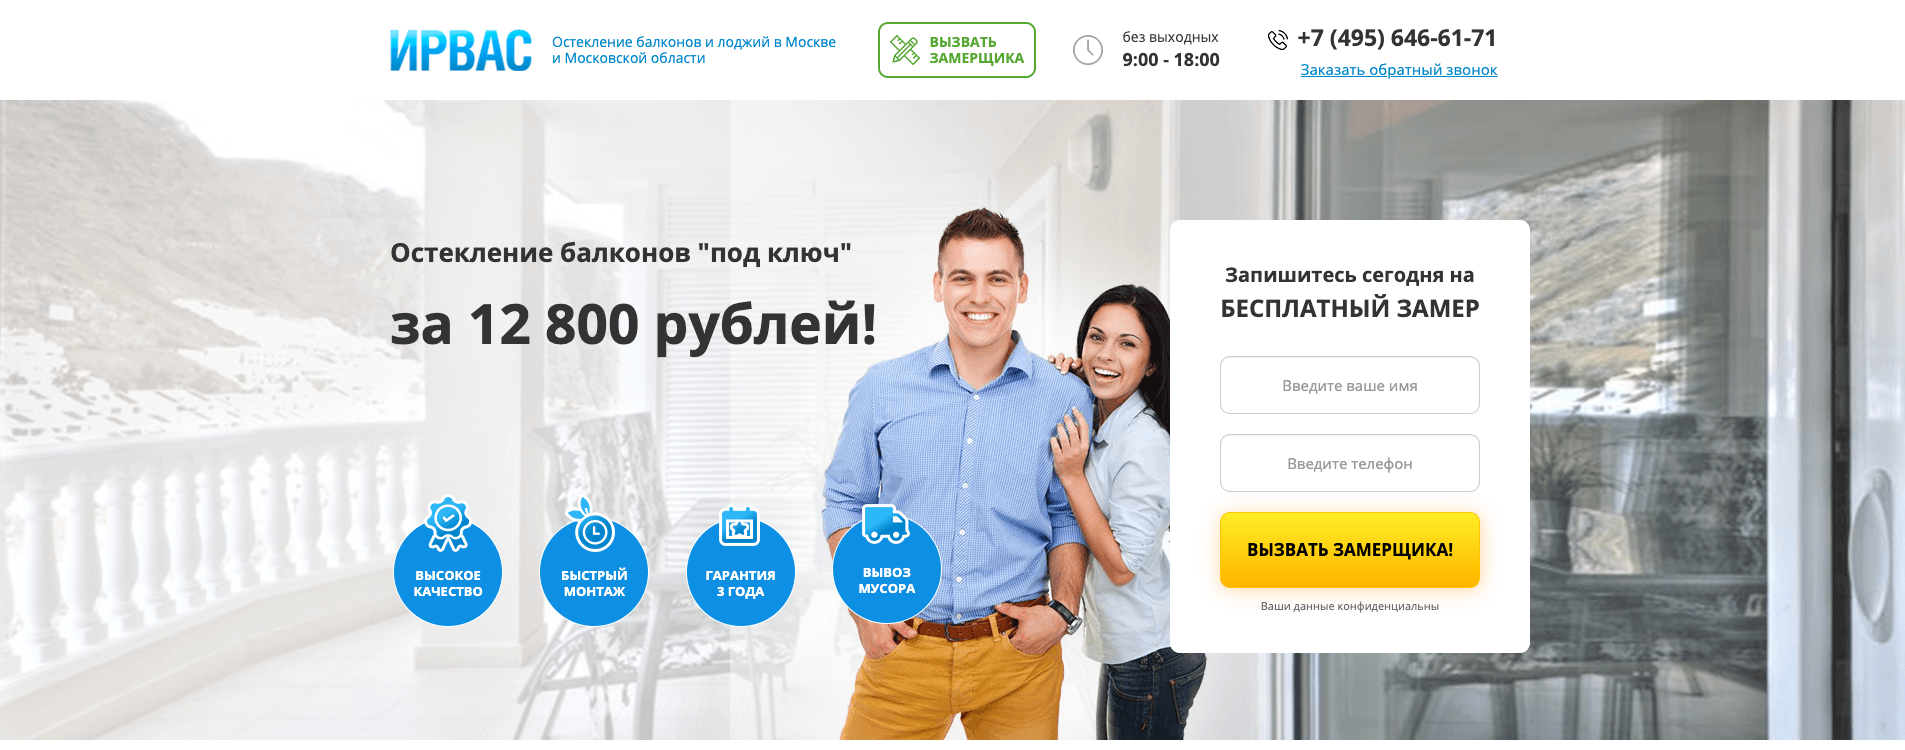 ИРВАС
Остекление балконов и лоджий в Москве
и Московской области
ВЫЗВАТЬ
ЗАМЕРЩИКА
без выходных
9:00 - 18:00
+7 (495) 646-61-71
Заказать обратный звонок
Остекление балконов "под ключ"
за 12 800 рублей!
ВЫСОКОЕ
КАЧЕСТВО
БЫСТРЫЙ
МОНТАЖ
ГАРАНТИЯ
3 ГОДА
ВЫВОЗ
МУСОРА
Запишитесь сегодня на
БЕСПЛАТНЫЙ ЗАМЕР
Введите ваше имя
Введите телефон
ВЫЗВАТЬ ЗАМЕРЩИКА!
Ваши данные конфиденциальны